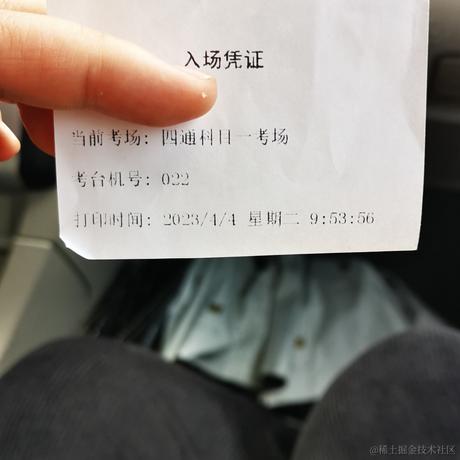 入场凭证
当前考场: 四通科目一考场
考台机号: 022
打印时间: 2023/4/4 星期二 9:53:56
@稀土掘金技术社区